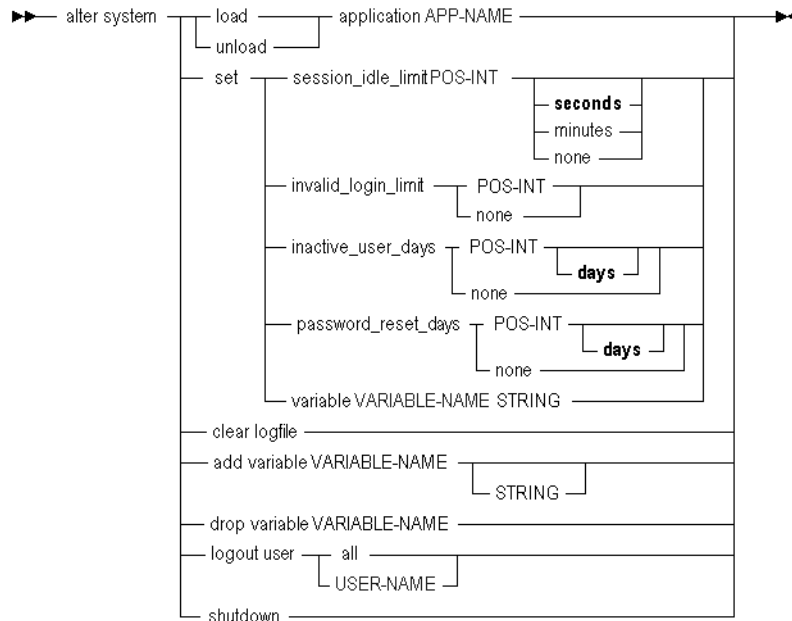 alter system load application APP-NAME
unload
set session_idle_limitPOS-INT
seconds
minutes
none
invalid_login_limit POS-INT
none
inactive_user_days POS-INT
days
none
password_reset_days POS-INT
days
none
variable VARIABLE-NAME STRING
clear logfile
add variable VARIABLE-NAME
STRING
drop variable VARIABLE-NAME
logout user all
USER-NAME
shutdown